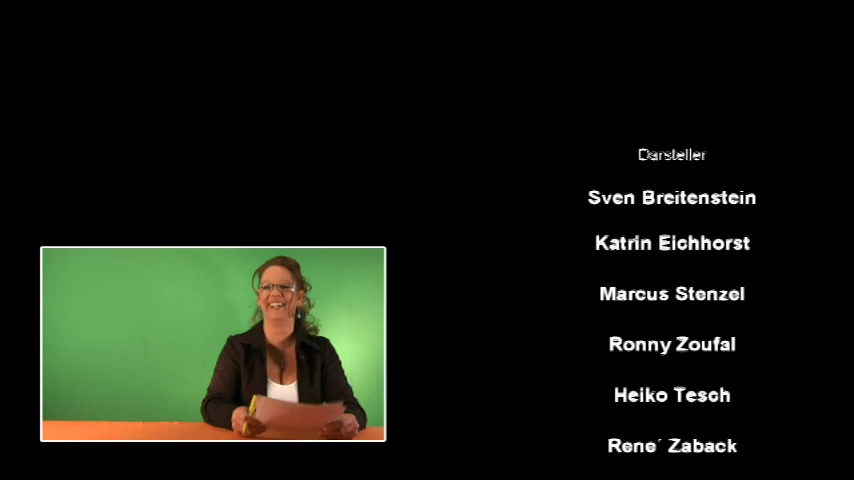 Darsteller
Sven Breitenstein
Katrin Eichhorst
Marcus Stenzel
Ronny Zoufal
Heiko Tesch
Rene´ Zaback